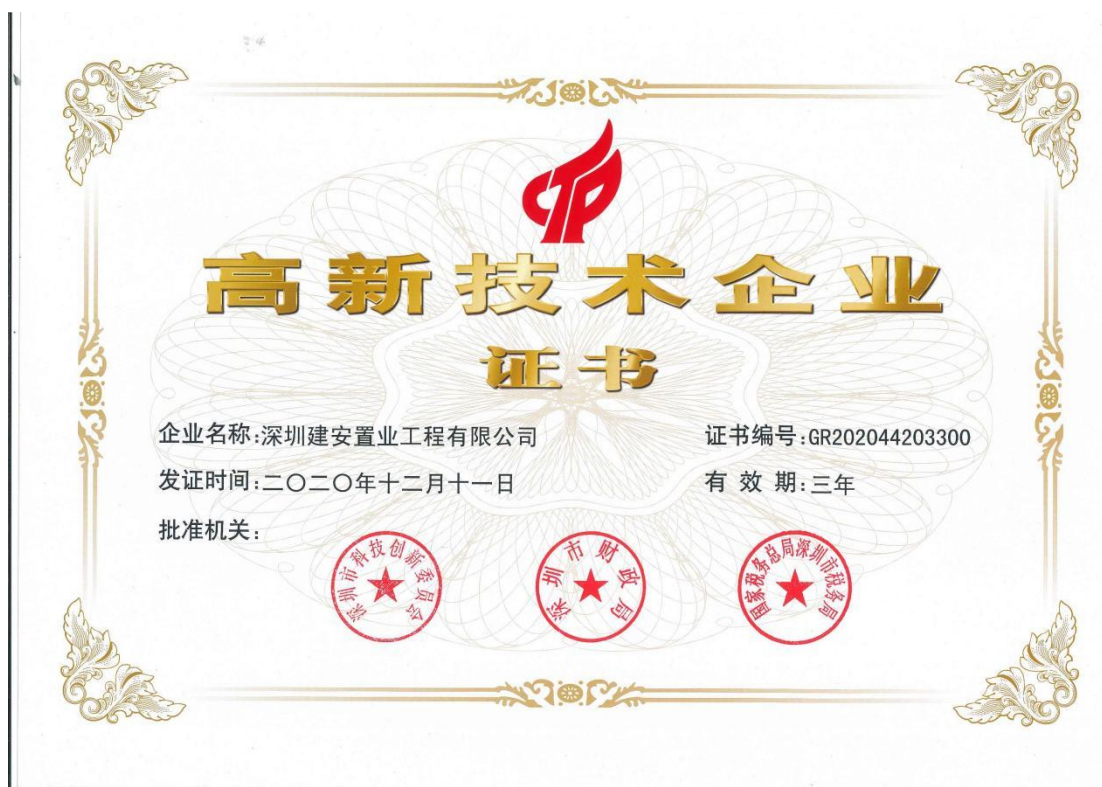 高新技术企业
证书
企业名称:深圳建安置业工程有限公司
证书编号:GR202044203300
发证时间:二〇二〇年十二月十一日
有效期:三年
批准机关:
深圳市科技创新委员会
深圳市财政局
国家税务总局深圳市税务局